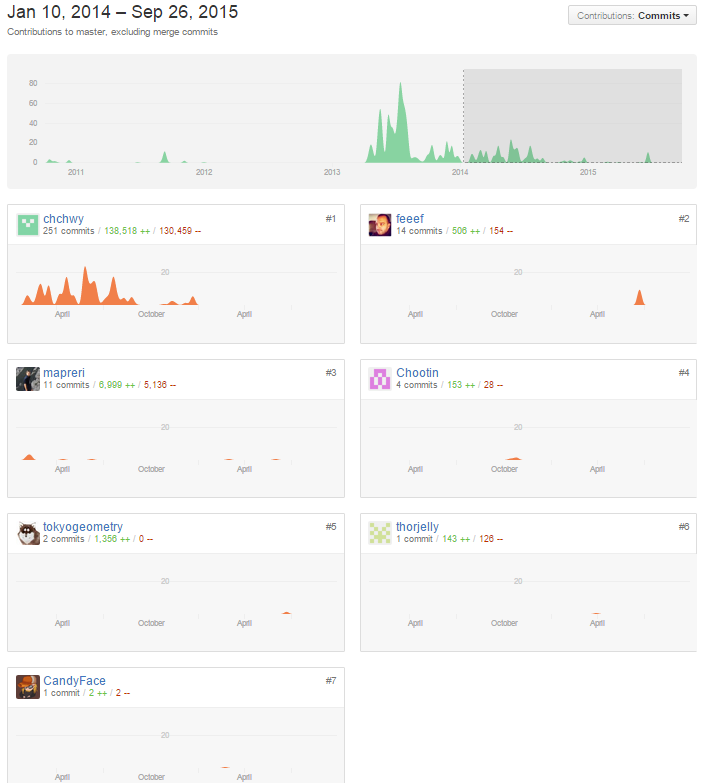 Jan 10, 2014 – Sep 26, 2015
Contributions: Commits
Contributions to master, excluding merge commits
80
60
40
20
0
2011 2012 2013 2014 2015
chchwy #1
251 commits / 138,518 ++ / 130,459 --
20
April October April
feeef #2
14 commits / 506 ++ / 154 --
20
April October April
mapreri #3
11 commits / 6,999 ++ / 5,136 --
20
April October April
Chootin #4
4 commits / 153 ++ / 28 --
20
April October April
tokyogeometry #5
2 commits / 1,356 ++ / 0 --
20
April October April
thorjelly #6
1 commit / 143 ++ / 126 --
20
April October April
CandyFace #7
1 commit / 2 ++ / 2 --
20
April October April